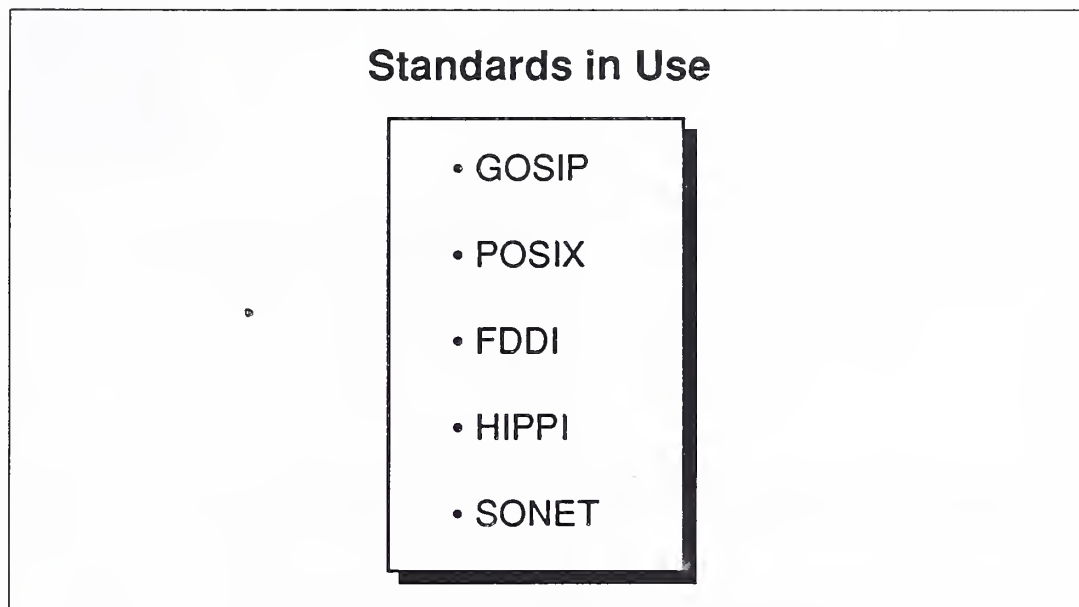 Standards in Use
• GOSIP
• POSIX
• FDDI
• HIPPI
• SONET